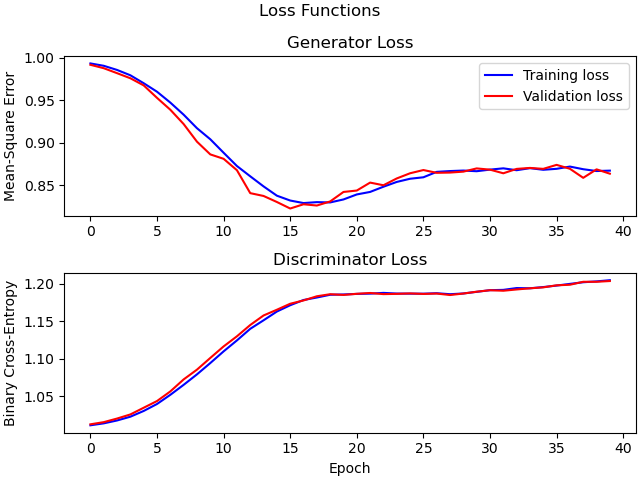 Loss Functions
Generator Loss
Mean-Square Error
1.00
0.95
0.90
0.85
Training loss
Validation loss
0 5 10 15 20 25 30 35 40
Discriminator Loss
Binary Cross-Entropy
1.20
1.15
1.10
1.05
0 5 10 15 20 25 30 35 40
Epoch